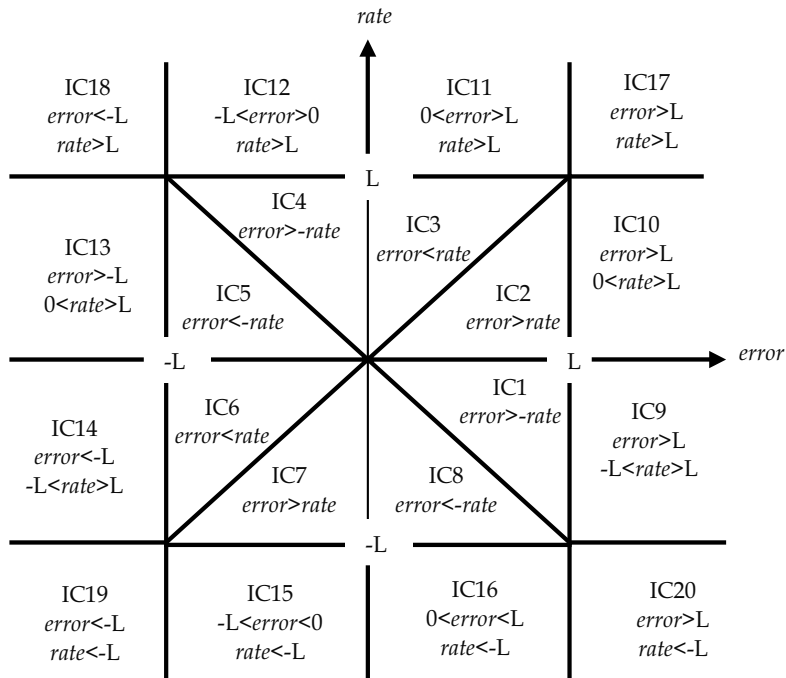 rate
IC18
error<-L
rate>L
IC12
-L<error>0
rate>L
IC11
0<error>L
rate>L
IC17
error>L
rate>L
L
IC4
error>-rate
IC3
error<rate
IC13
error>-L
0<rate>L
IC10
error>L
0<rate>L
IC5
error<-rate
IC2
error>rate
-L
L
error
IC6
error<rate
IC1
error>-rate
IC14
error<-L
-L<rate>L
IC9
error>L
-L<rate>L
IC7
error>rate
IC8
error<-rate
-L
IC19
error<-L
rate<-L
IC15
-L<error<0
rate<-L
IC16
0<error<L
rate<-L
IC20
error>L
rate<-L